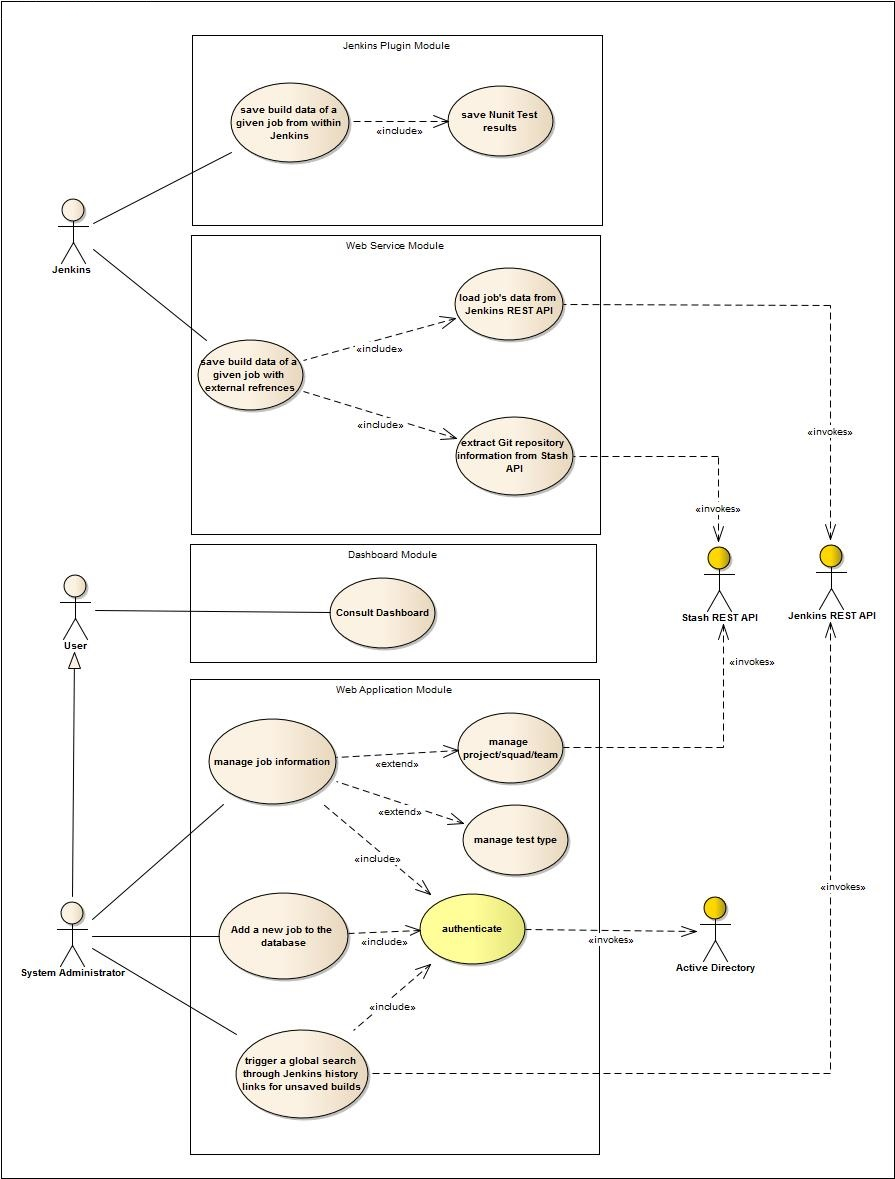 Jenkins Plugin Module
save build data of a
given job from within
Jenkins
«include»
save Nunit Test
results
Jenkins
Web Service Module
load job's data from
Jenkins REST API
«include»
save build data of a
given job with
external refrences
«include»
extract Git repository
information from Stash
API
«invokes»
«invokes»
Stash REST API
Jenkins REST API
Dashboard Module
Consult Dashboard
User
«invokes»
Web Application Module
manage job information
«extend»
manage
project/squad/team
«extend»
manage test type
«include»
«invokes»
Add a new job to the
database
«include»
authenticate
«invokes»
Active Directory
System Administrator
«include»
trigger a global search
through Jenkins history
links for unsaved builds